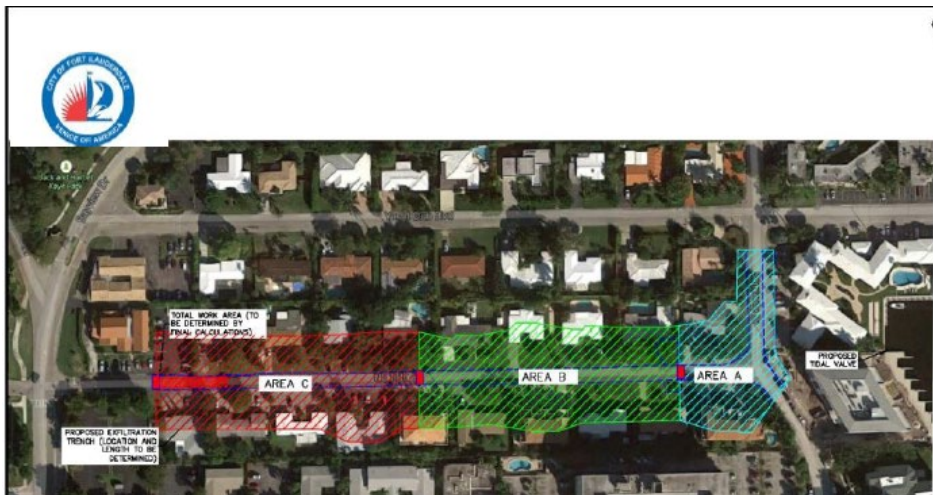 CITY OF FORT LAUDERDALE
VENICE OF AMERICA
TOTAL WORK AREA (TO
BE DETERMINED BY
FINAL CALCULATIONS)
AREA C
AREA B
AREA A
PROPOSED
TIDAL VALVE
PROPOSED EXFILTRATION
TRENCH (LOCATION AND
LENGTH TO BE
DETERMINED)